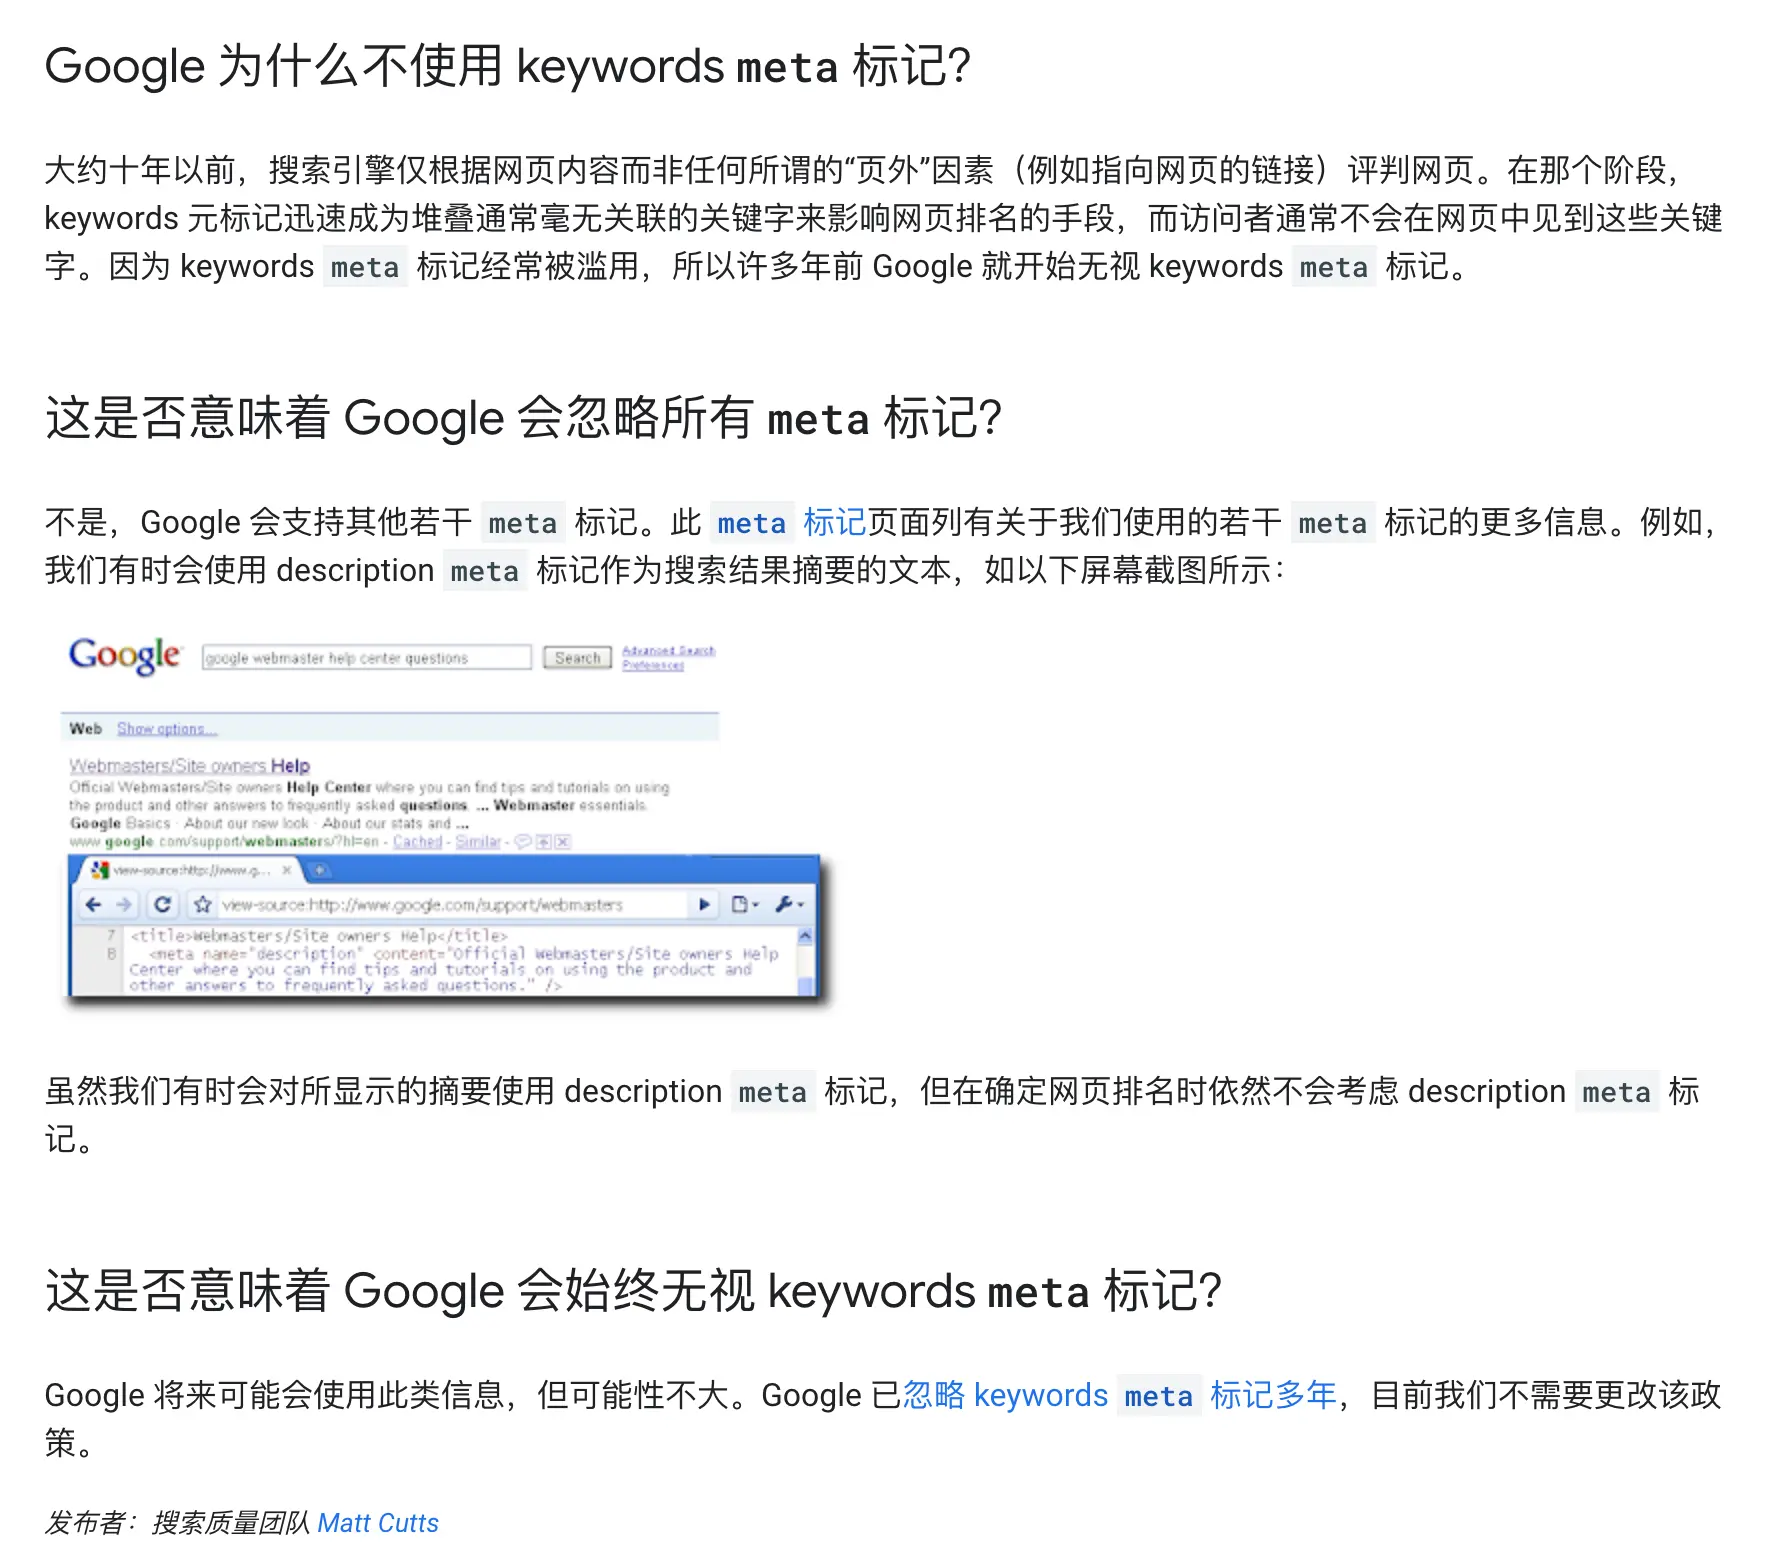 Google 为什么不使用 keywords meta 标记?
大约十年以前，搜索引擎仅根据网页内容而非任何所谓的“页外”因素（例如指向网页的链接）评判网页。在那个阶段，
keywords 元标记迅速成为堆叠通常毫无关联的关键字来影响网页排名的手段，而访问者通常不会在网页中见到这些关键
字。因为 keywords meta 标记经常被滥用，所以许多年前 Google 就开始无视 keywords meta 标记。
这是否意味着 Google 会忽略所有 meta 标记?
不是，Google 会支持其他若干 meta 标记。此 meta 标记页面列有关于我们使用的若干 meta 标记的更多信息。例如，
我们有时会使用 description meta 标记作为搜索结果摘要的文本，如以下屏幕截图所示：
Google google webmaster help center questions Search Advanced Search
Preferences
Web Show options...
Webmasters/Site owners Help
Official Webmasters/Site owners Help Center where you can find tips and tutorials on using
the product and other answers to frequently asked questions. ... Webmaster essentials.
Google Basics · About our new look · About our stats and ...
www.google.com/support/webmasters/?hl=en - Cached - Similar -
view-source:http://www.g...
view-source:http://www.google.com/support/webmasters
7 <title>Webmasters/Site owners Help</title>
8 <meta name="description" content="Official Webmasters/Site owners Help
Center where you can find tips and tutorials on using the product and
other answers to frequently asked questions." />
虽然我们有时会对所显示的摘要使用 description meta 标记，但在确定网页排名时依然不会考虑 description meta 标
记。
这是否意味着 Google 会始终无视 keywords meta 标记?
Google 将来可能会使用此类信息，但可能性不大。Google 已忽略 keywords meta 标记多年，目前我们不需要更改该政
策。
发布者：搜索质量团队 Matt Cutts